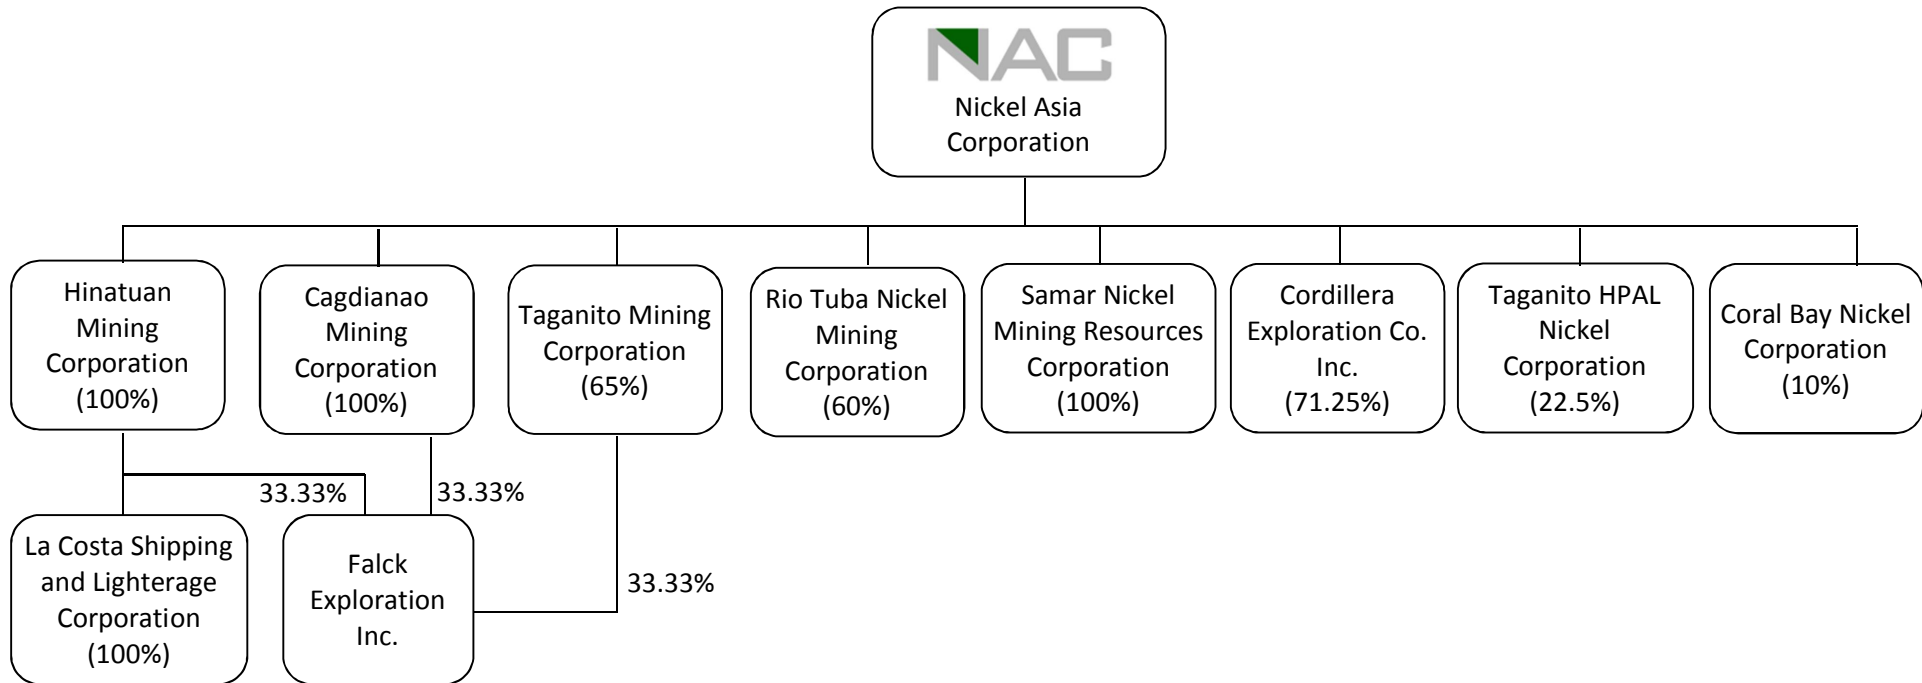 NAC
Nickel Asia
Corporation
Hinatuan
Mining
Corporation
(100%)
Cagdianao
Mining
Corporation
(100%)
Taganito Mining
Corporation
(65%)
Rio Tuba Nickel
Mining
Corporation
(60%)
Samar Nickel
Mining Resources
Corporation
(100%)
Cordillera
Exploration Co.
Inc.
(71.25%)
Taganito HPAL
Nickel
Corporation
(22.5%)
Coral Bay Nickel
Corporation
(10%)
33.33%
33.33%
33.33%
La Costa Shipping
and Lighterage
Corporation
(100%)
Falck
Exploration
Inc.